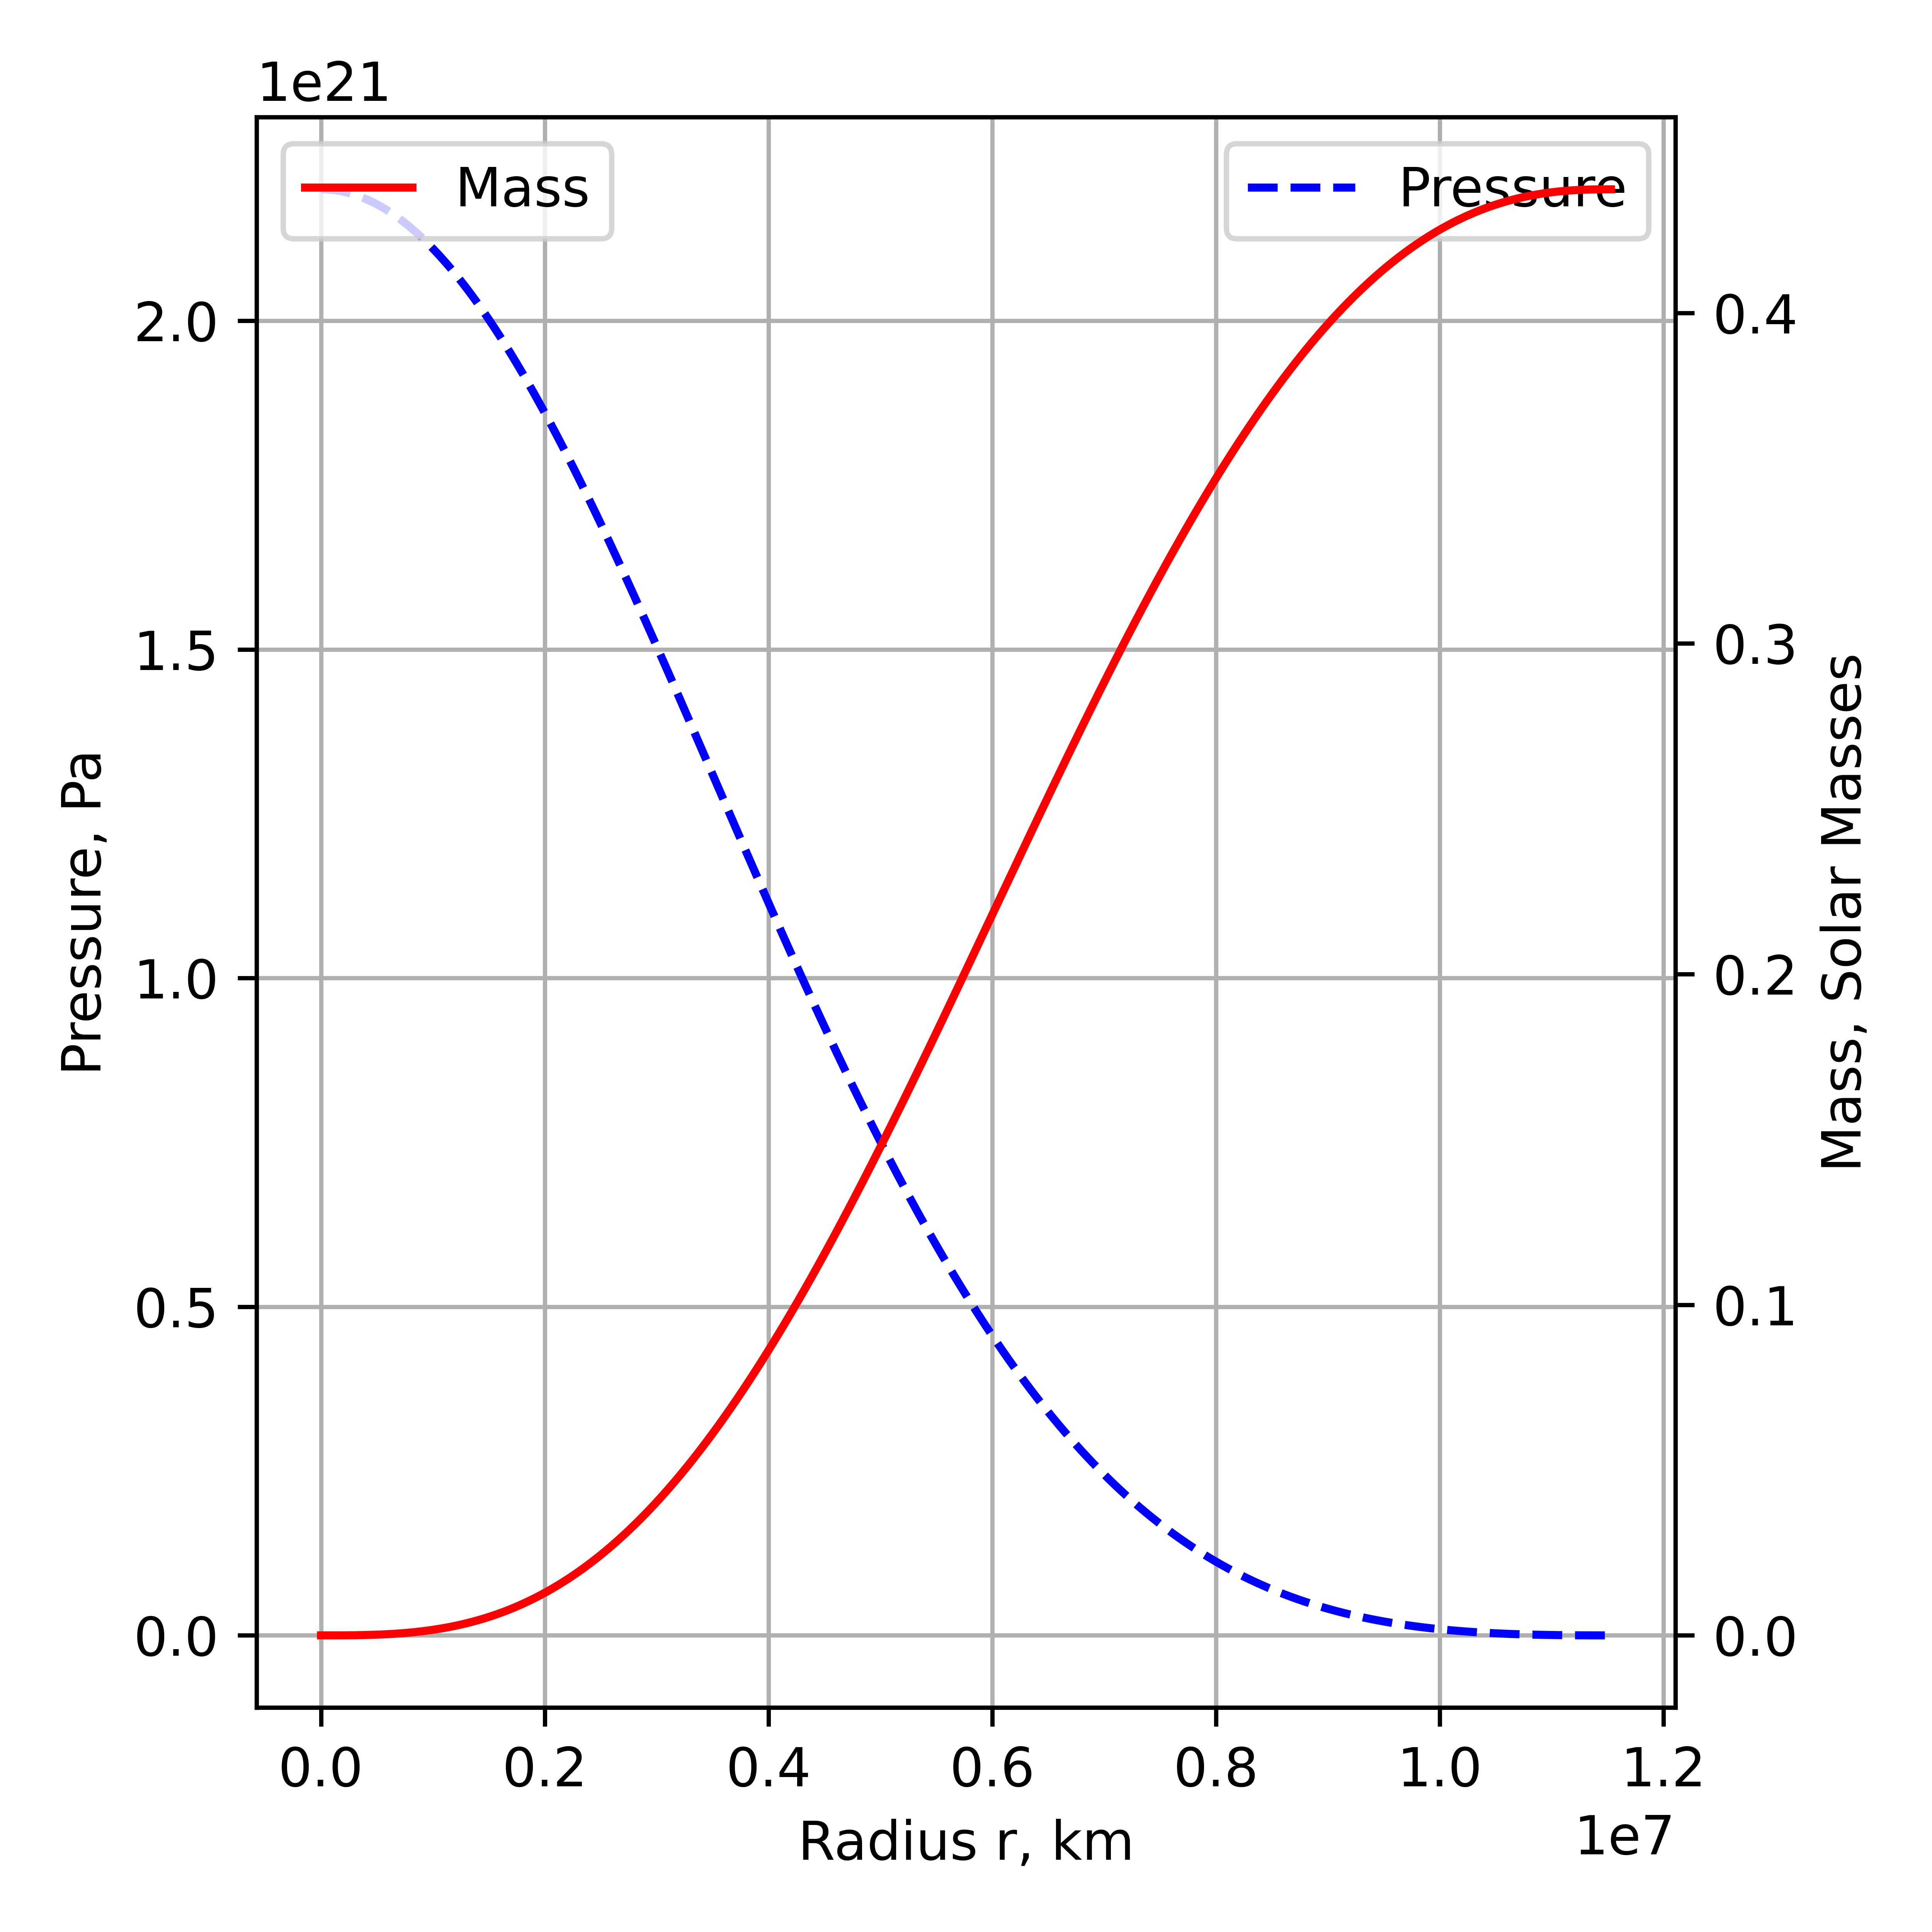 1e21
Mass
Pressure
2.0
1.5
1.0
0.5
0.0
Pressure, Pa
0.4
0.3
0.2
0.1
0.0
Mass, Solar Masses
0.0 0.2 0.4 0.6 0.8 1.0 1.2
1e7
Radius r, km